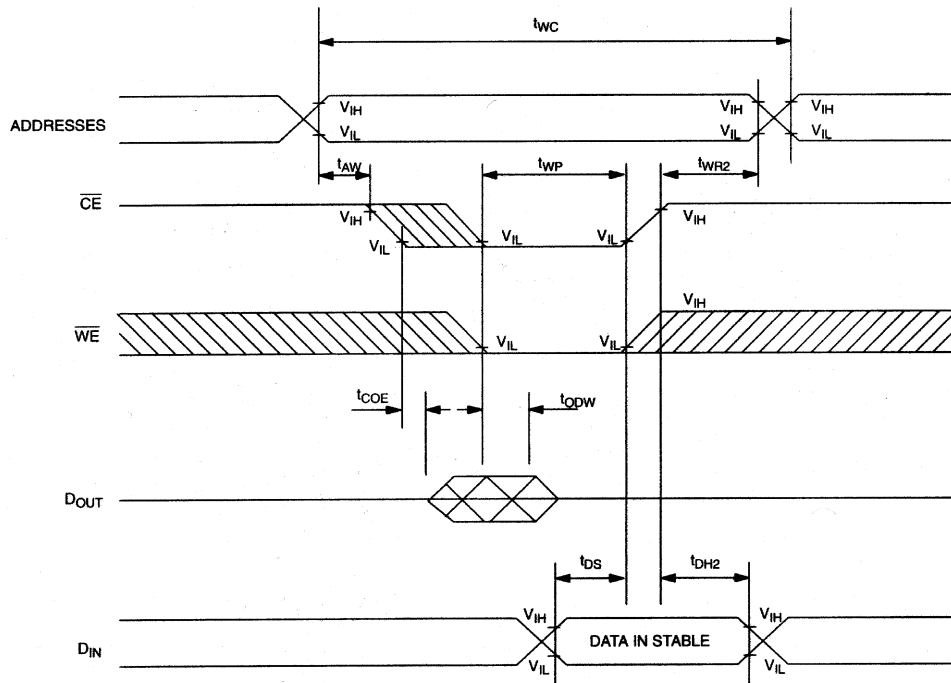 tWC
ADDRESSES
VIH
VIL
VIH
VIL
VIH
VIL
tAW
tWP
tWR2
CE
VIH
VIL
VIL
VIL
VIH
WE
VIH
VIL
VIL
tCOE
tODW
DOUT
tDS
tDH2
DIN
VIH
VIL
DATA IN STABLE
VIH
VIL